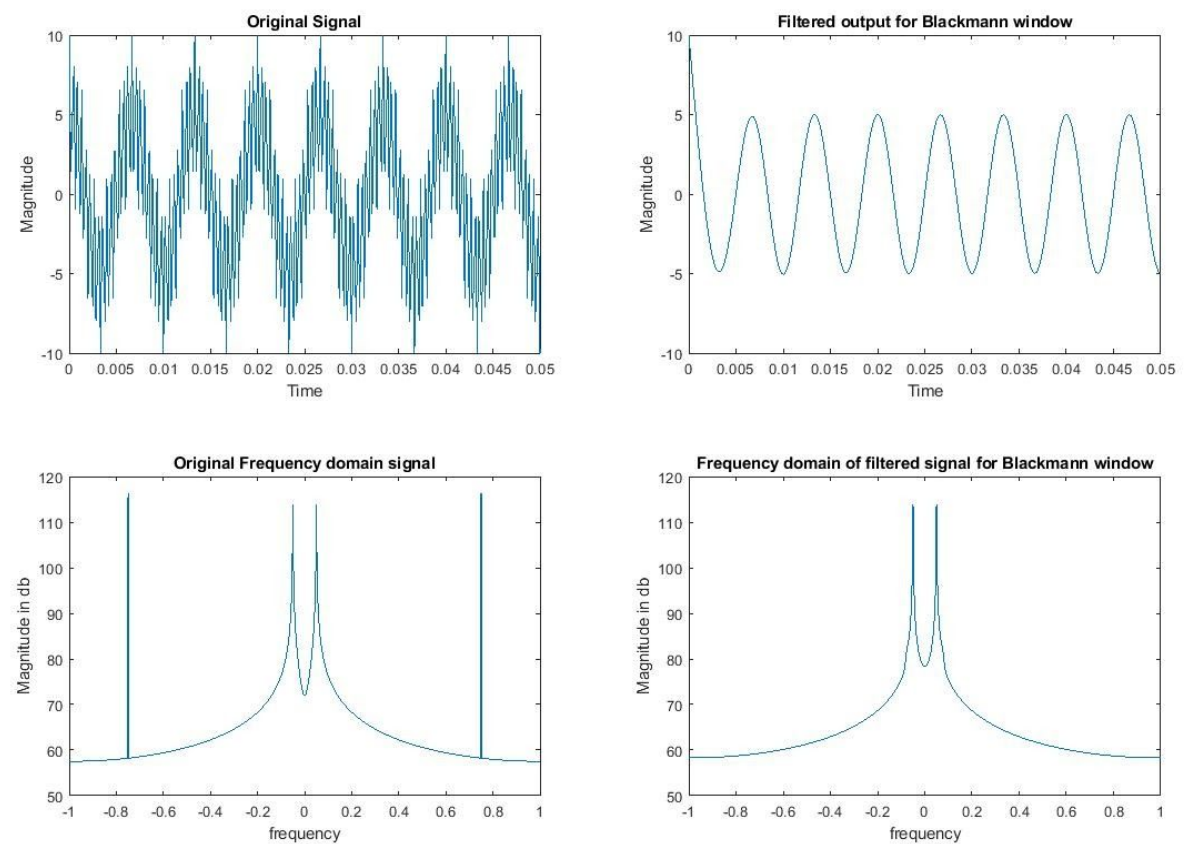 Original Signal
10
5
0
-5
-10
Magnitude
0 0.005 0.01 0.015 0.02 0.025 0.03 0.035 0.04 0.045 0.05
Time
Filtered output for Blackmann window
10
5
0
-5
-10
Magnitude
0 0.005 0.01 0.015 0.02 0.025 0.03 0.035 0.04 0.045 0.05
Time
Original Frequency domain signal
120
110
100
90
80
70
60
50
Magnitude in db
-1 -0.8 -0.6 -0.4 -0.2 0 0.2 0.4 0.6 0.8 1
frequency
Frequency domain of filtered signal for Blackmann window
120
110
100
90
80
70
60
50
Magnitude in db
-1 -0.8 -0.6 -0.4 -0.2 0 0.2 0.4 0.6 0.8 1
frequency